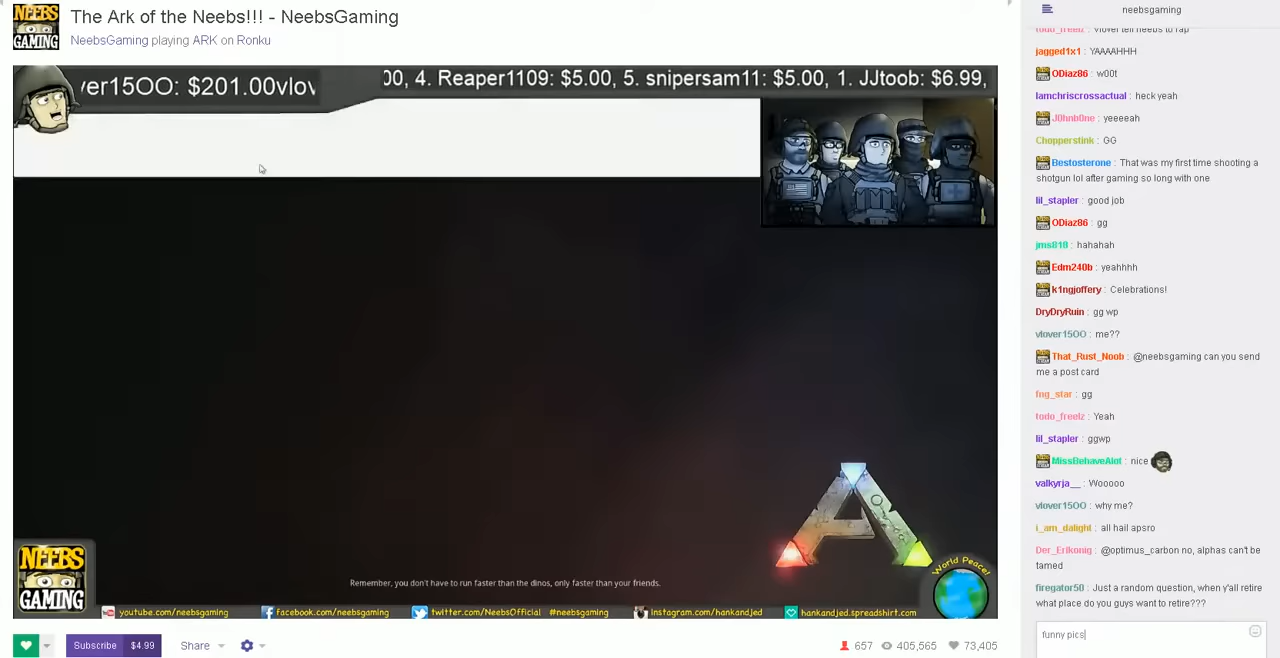 NEEBS
GAMING
The Ark of the Neebs!!! - NeebsGaming
NeebsGaming playing ARK on Ronku
ver15OO: $201.00vlov
00, 4. Reaper1109: $5.00, 5. snipersam11: $5.00, 1. JJtoob: $6.99,
Remember, you don't have to run faster than the dinos, only faster than your friends.
World Peace!
NEEBS
GAMING
youtube.com/neebsgaming facebook.com/neebsgaming twitter.com/NeebsOfficial #neebsgaming instagram.com/hankandjed hankandjed.spreadshirt.com
Subscribe $4.99 Share 657 405,565 73,405
neebsgaming
todo_freelz : vlover tell neebs to rap
jagged1x1 : YAAAAHHH
ODiaz86 : w00t
Iamchriscrossactual : heck yeah
J0hnb0ne : yeeeeah
Chopperstink : GG
Bestosterone : That was my first time shooting a
shotgun lol after gaming so long with one
lil_stapler : good job
ODiaz86 : gg
jms818 : hahahah
Edm240b : yeahhhh
k1ngjoffery : Celebrations!
DryDryRuin : gg wp
vlover15OO : me??
That_Rust_Noob : @neebsgaming can you send
me a post card
fng_star : gg
todo_freelz : Yeah
lil_stapler : ggwp
MissBehaveAlot : nice
valkyrja__ : Wooooo
vlover15OO : why me?
i_am_dalight : all hail apsro
Der_Erlkonig : @optimus_carbon no, alphas can't be
tamed
firegator50 : Just a random question, when y'all retire
what place do you guys want to retire???
funny pics